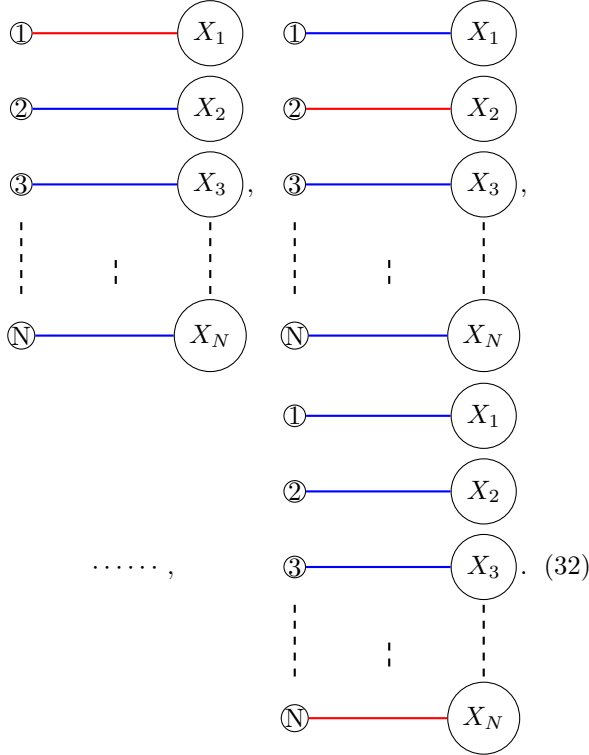 1 X₁ 1 X₁
2 X₂ 2 X₂
3 X₃ , 3 X₃ ,
N X_N N X_N
1 X₁
2 X₂
· · · · · · , 3 X₃ . (32)
N X_N